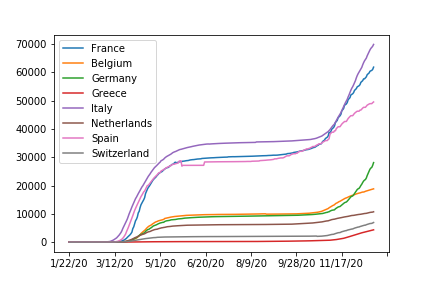 70000
60000
50000
40000
30000
20000
10000
0
France
Belgium
Germany
Greece
Italy
Netherlands
Spain
Switzerland
1/22/20 3/12/20 5/1/20 6/20/20 8/9/20 9/28/20 11/17/20